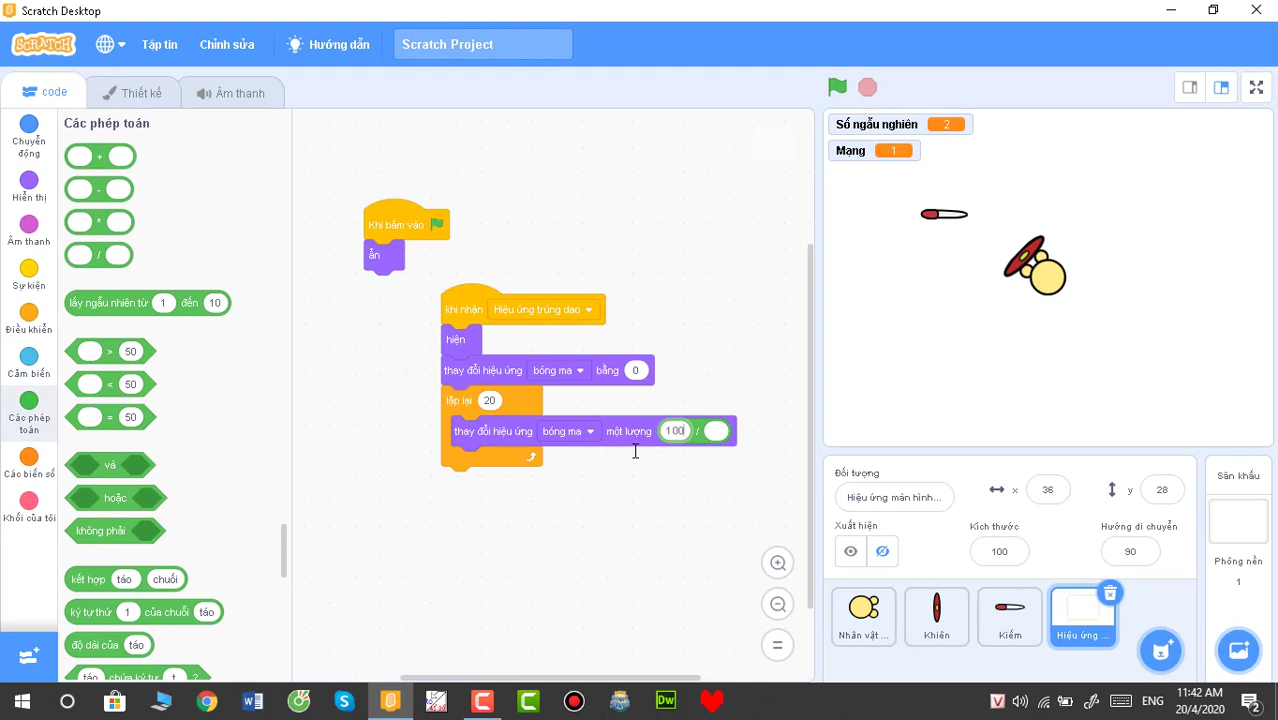 Scratch Desktop
SCRATCH
Tập tin
Chỉnh sửa
Hướng dẫn
Scratch Project
code
Thiết kế
Âm thanh
Chuyển động
Hiển thị
Âm thanh
Sự kiện
Điều khiển
Cảm biến
Các phép toán
Các biến số
Khối của tôi
Các phép toán
+
-
*
/
lấy ngẫu nhiên từ 1 đến 10
> 50
< 50
= 50
và
hoặc
không phải
kết hợp táo chuối
ký tự thứ 1 của chuỗi táo
độ dài của táo
táo chứa ký tự t ?
Khi bấm vào
ẩn
khi nhận Hiệu ứng trúng dao
hiện
thay đổi hiệu ứng bóng ma bằng 0
lặp lại 20
thay đổi hiệu ứng bóng ma một lượng 100 /
Số ngẫu nghiên 2
Mạng 1
Đối tượng
Hiệu ứng màn hình...
x 36
y 28
Xuất hiện
Kích thước
100
Hướng di chuyển
90
Nhân vật ...
Khiên
Kiếm
Hiệu ứng ...
Sân khấu
Phông nền
1
ENG
11:42 AM
20/4/2020
2